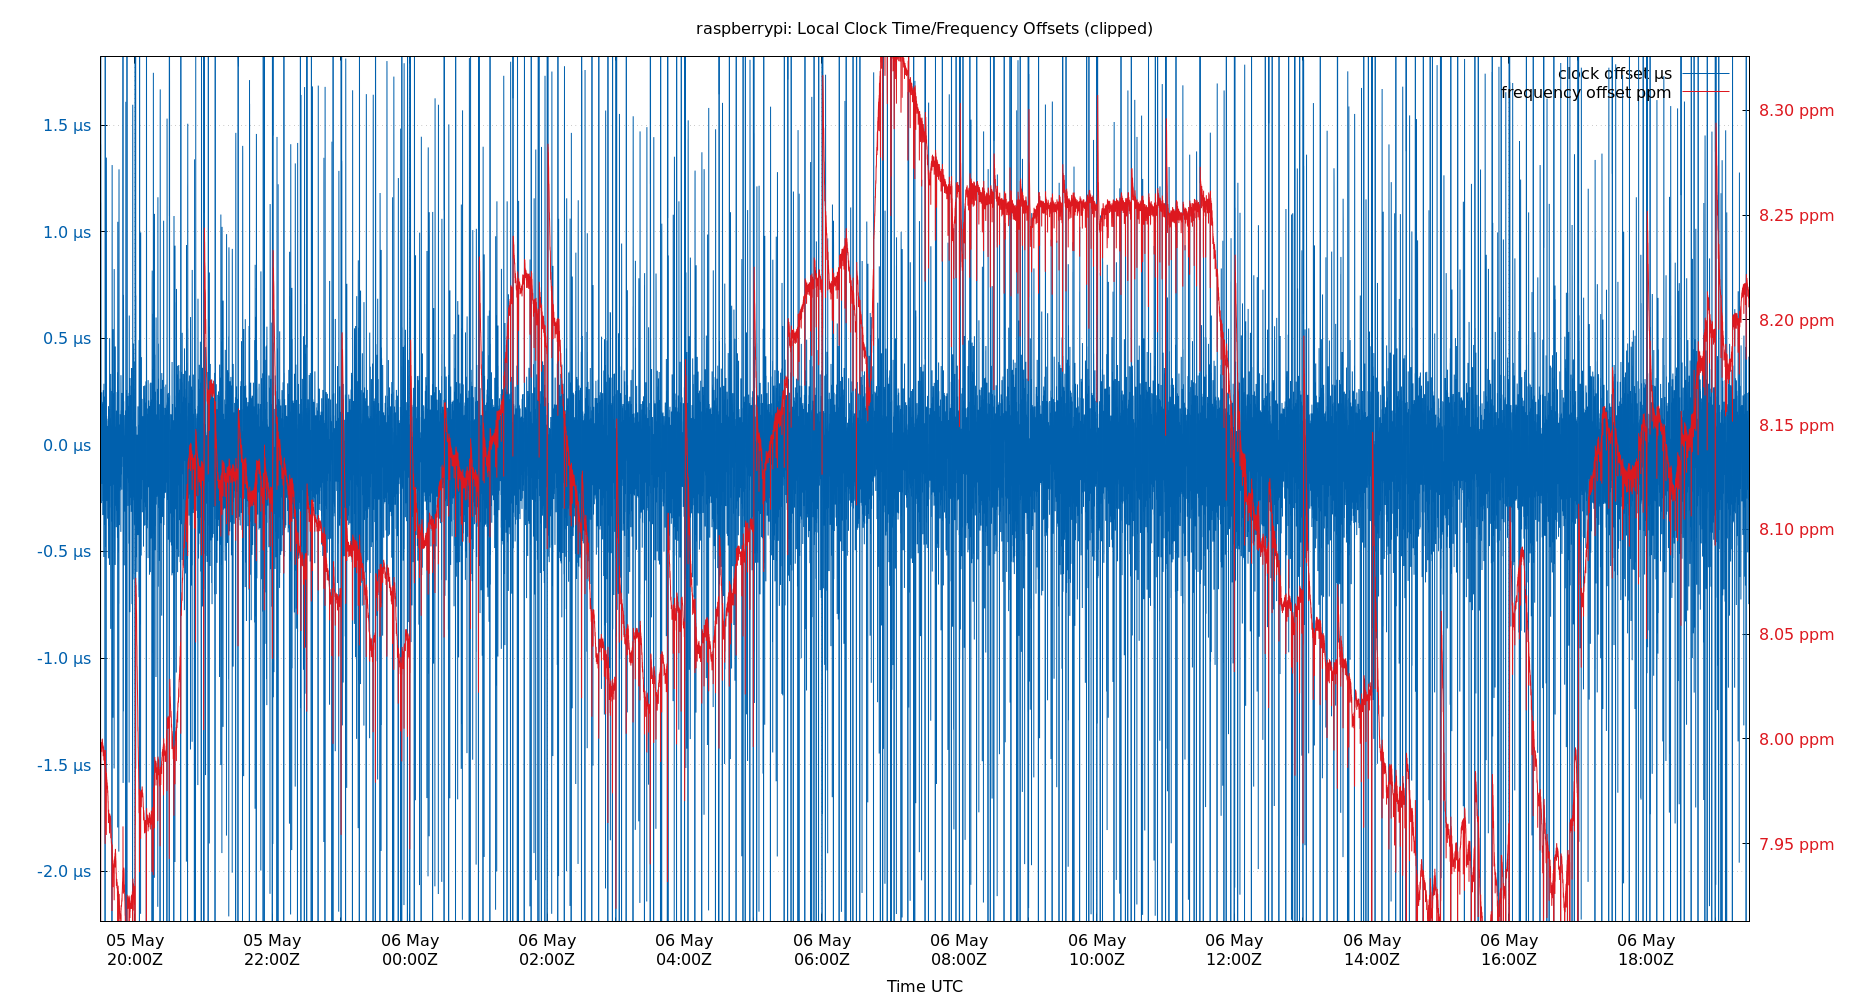 raspberrypi: Local Clock Time/Frequency Offsets (clipped)
clock offset µs
frequency offset ppm
1.5 µs
1.0 µs
0.5 µs
0.0 µs
-0.5 µs
-1.0 µs
-1.5 µs
-2.0 µs
8.30 ppm
8.25 ppm
8.20 ppm
8.15 ppm
8.10 ppm
8.05 ppm
8.00 ppm
7.95 ppm
05 May 05 May 06 May 06 May 06 May 06 May 06 May 06 May 06 May 06 May 06 May 06 May
20:00Z 22:00Z 00:00Z 02:00Z 04:00Z 06:00Z 08:00Z 10:00Z 12:00Z 14:00Z 16:00Z 18:00Z
Time UTC